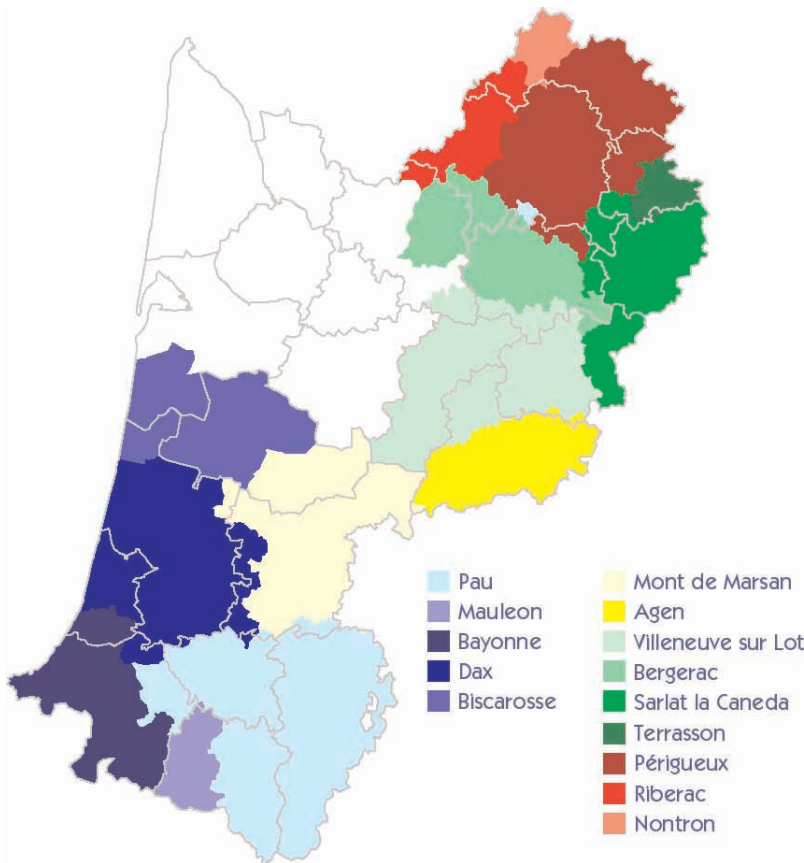 Pau
Mauleon
Bayonne
Dax
Biscarosse
Mont de Marsan
Agen
Villeneuve sur Lot
Bergerac
Sarlat la Caneda
Terrasson
Périgueux
Riberac
Nontron